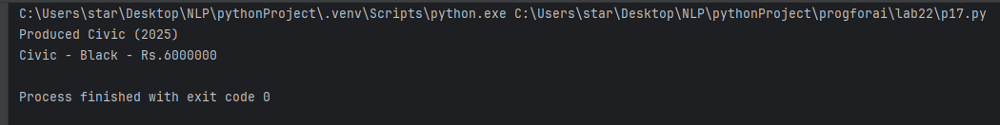 C:\Users\star\Desktop\NLP\pythonProject\.venv\Scripts\python.exe C:\Users\star\Desktop\NLP\pythonProject\progforai\lab22\p17.py
Produced Civic (2025)
Civic - Black - Rs.6000000
Process finished with exit code 0